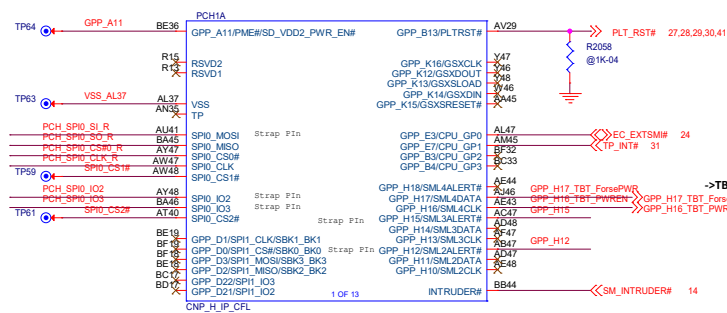 PCH1A
TP64 GPP_A11 BE36 GPP_A11/PME#/SD_VDD2_PWR_EN# GPP_B13/PLTRST# AV29 PLT_RST# 27,28,29,30,41
R2058
@1K-04
R15 RSVD2 GPP_K16/GSXCLK Y47
R13 RSVD1 GPP_K12/GSXDOUT Y46
GPP_K13/GSXSLOAD Y48
GPP_K14/GSXDIN W46
TP63 VSS_AL37 AL37 VSS GPP_K15/GSXSRESET# AA45
AN35 TP
PCH_SPI0_SI_R AU41 SPI0_MOSI Strap PIn GPP_E3/CPU_GP0 AL47 EC_EXTSMI# 24
PCH_SPI0_SO_R BA45 SPI0_MISO GPP_E7/CPU_GP1 AM45 TP_INT# 31
PCH_SPI0_CS#0_R AY47 SPI0_CS0# GPP_B3/CPU_GP2 BF32
PCH_SPI0_CLK_R AW47 SPI0_CLK GPP_B4/CPU_GP3 BC33
TP59 SPI0_CS1# AW48 SPI0_CS1#
->TB
GPP_H18/SML4ALERT# AE44
PCH_SPI0_IO2 AY48 SPI0_IO2 Strap PIn GPP_H17/SML4DATA AJ46 GPP_H17_TBT_ForsePWR GPP_H17_TBT_Forse
PCH_SPI0_IO3 BA46 SPI0_IO3 GPP_H16/SML4CLK AE43 GPP_H16_TBT_PWREN GPP_H16_TBT_PWR
TP61 SPI0_CS2# AT40 SPI0_CS2# Strap PIn GPP_H15/SML3ALERT# AC47 GPP_H15
GPP_H14/SML3DATA AD48
BE19 GPP_D1/SPI1_CLK/SBK1_BK1 GPP_H13/SML3CLK AF47
BF19 GPP_D0/SPI1_CS#/SBK0_BK0 Strap PIn GPP_H12/SML2ALERT# AB47 GPP_H12
BF18 GPP_D3/SPI1_MOSI/SBK3_BK3 GPP_H11/SML2DATA AD47
BE18 GPP_D2/SPI1_MISO/SBK2_BK2 GPP_H10/SML2CLK AE48
BC17 GPP_D22/SPI1_IO3
BD17 GPP_D21/SPI1_IO2 1 OF 13 INTRUDER# BB44 SM_INTRUDER# 14
CNP_H_IP_CFL